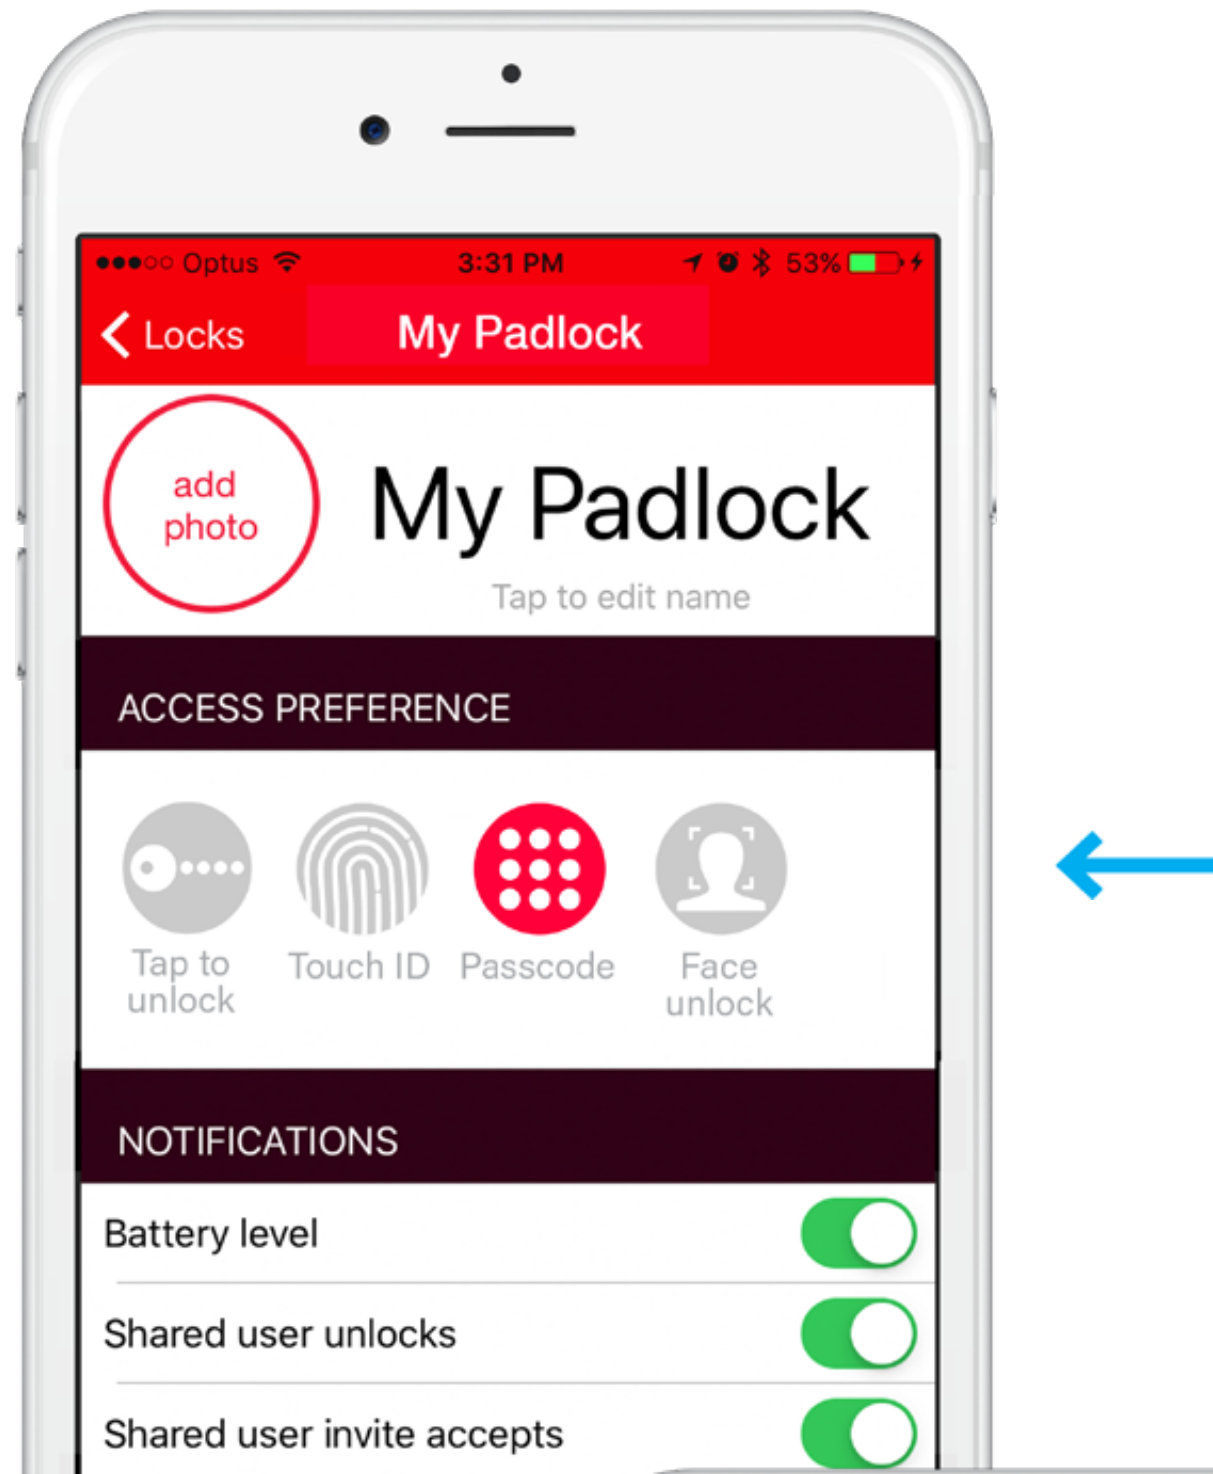 Optus 3:31 PM 53%
Locks My Padlock
add
photo
My Padlock
Tap to edit name
ACCESS PREFERENCE
Tap to
unlock
Touch ID
Passcode
Face
unlock
NOTIFICATIONS
Battery level
Shared user unlocks
Shared user invite accepts